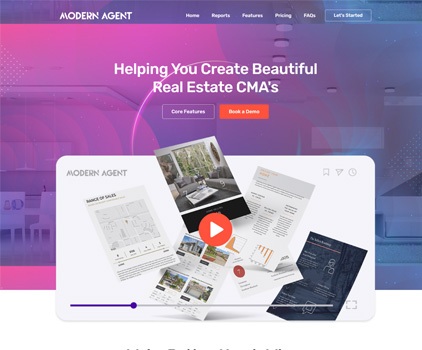 MODERN AGENT
Home Reports Features Pricing FAQs Let's Started
Helping You Create Beautiful
Real Estate CMA's
Core Features Book a Demo
MODERN AGENT
RANGE OF SALES